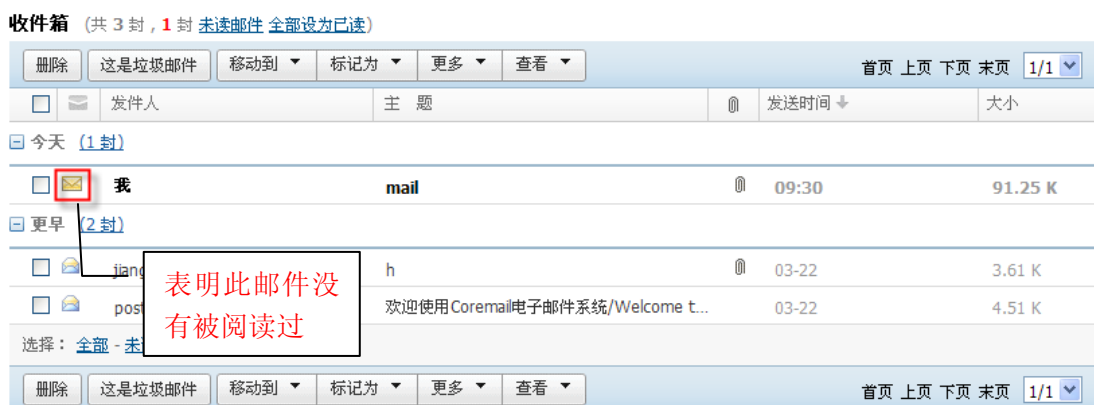 收件箱 (共 3 封 , 1 封 未读邮件 全部设为已读)
删除 这是垃圾邮件 移动到 标记为 更多 查看 首页 上页 下页 末页 1/1
发件人 主 题 发送时间 大小
今天 (1 封)
我 mail 09:30 91.25 K
更早 (2 封)
jiang h 03-22 3.61 K
post 欢迎使用Coremail电子邮件系统/Welcome t... 03-22 4.51 K
表明此邮件没
有被阅读过
选择： 全部 - 未
删除 这是垃圾邮件 移动到 标记为 更多 查看 首页 上页 下页 末页 1/1